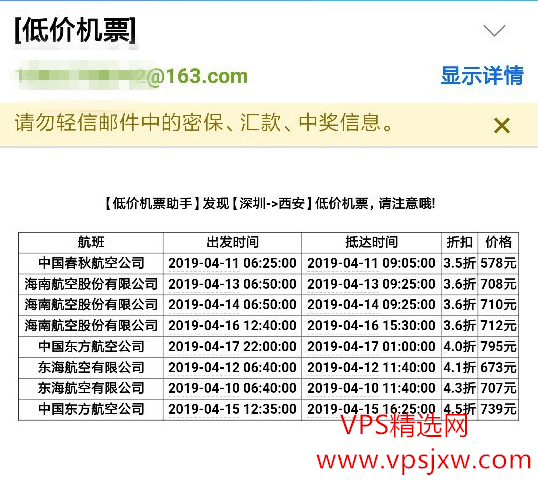 [低价机票]
@163.com 显示详情
请勿轻信邮件中的密保、汇款、中奖信息。
【低价机票助手】发现【深圳->西安】低价机票,请注意哦!
航班 出发时间 抵达时间 折扣 价格
中国春秋航空公司 2019-04-11 06:25:00 2019-04-11 09:05:00 3.5折 578元
海南航空股份有限公司 2019-04-13 06:50:00 2019-04-13 09:25:00 3.6折 708元
海南航空股份有限公司 2019-04-14 06:50:00 2019-04-14 09:25:00 3.6折 710元
海南航空股份有限公司 2019-04-16 12:40:00 2019-04-16 15:30:00 3.6折 712元
中国东方航空公司 2019-04-17 22:00:00 2019-04-17 01:00:00 4.0折 795元
东海航空有限公司 2019-04-12 06:40:00 2019-04-12 11:40:00 4.1折 673元
东海航空有限公司 2019-04-10 06:40:00 2019-04-10 11:40:00 4.3折 707元
中国东方航空公司 2019-04-15 12:35:00 2019-04-15 16:25:00 4.5折 739元
VPS精选网
www.vpsjxw.com